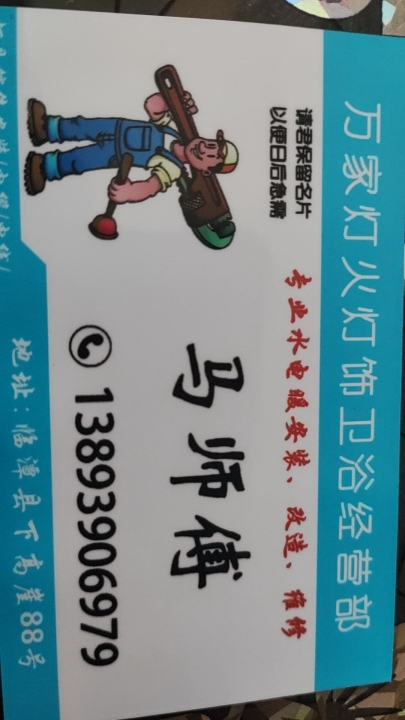 万家灯火灯饰卫浴经营部
请君保留名片
以便日后急需
专业水电暖安装、改造、维修
马师傅
13893906979
地址：临潭县下高崖88号